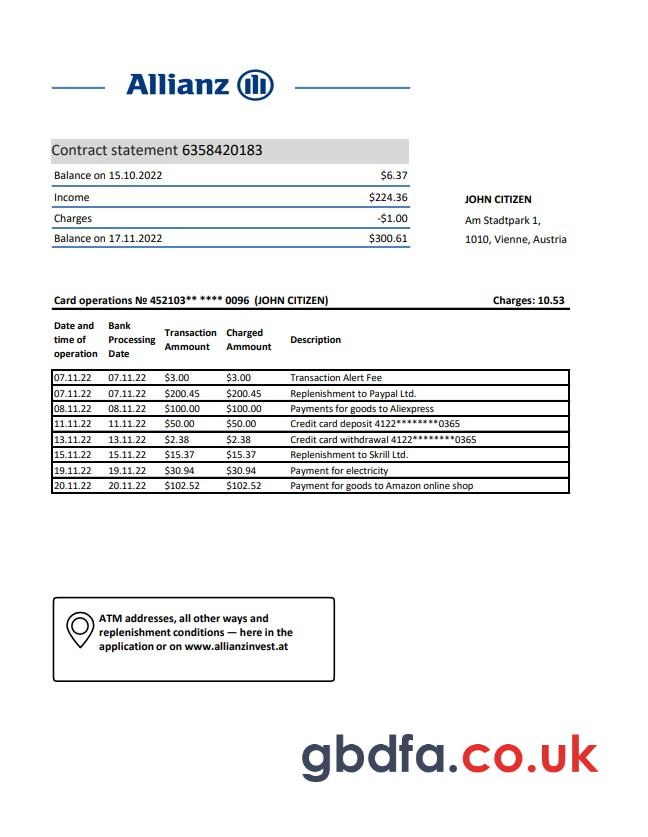 Allianz
Contract statement 6358420183
Balance on 15.10.2022 $6.37
Income $224.36
Charges -$1.00
Balance on 17.11.2022 $300.61
JOHN CITIZEN
Am Stadtpark 1,
1010, Vienne, Austria
Card operations № 452103** **** 0096 (JOHN CITIZEN) Charges: 10.53
Date and time of operation Bank Processing Date Transaction Ammount Charged Ammount Description
07.11.22 07.11.22 $3.00 $3.00 Transaction Alert Fee
07.11.22 07.11.22 $200.45 $200.45 Replenishment to Paypal Ltd.
08.11.22 08.11.22 $100.00 $100.00 Payments for goods to Aliexpress
11.11.22 11.11.22 $50.00 $50.00 Credit card deposit 4122********0365
13.11.22 13.11.22 $2.38 $2.38 Credit card withdrawal 4122********0365
15.11.22 15.11.22 $15.37 $15.37 Replenishment to Skrill Ltd.
19.11.22 19.11.22 $30.94 $30.94 Payment for electricity
20.11.22 20.11.22 $102.52 $102.52 Payment for goods to Amazon online shop
ATM addresses, all other ways and
replenishment conditions — here in the
application or on www.allianzinvest.at
gbdfa.co.uk